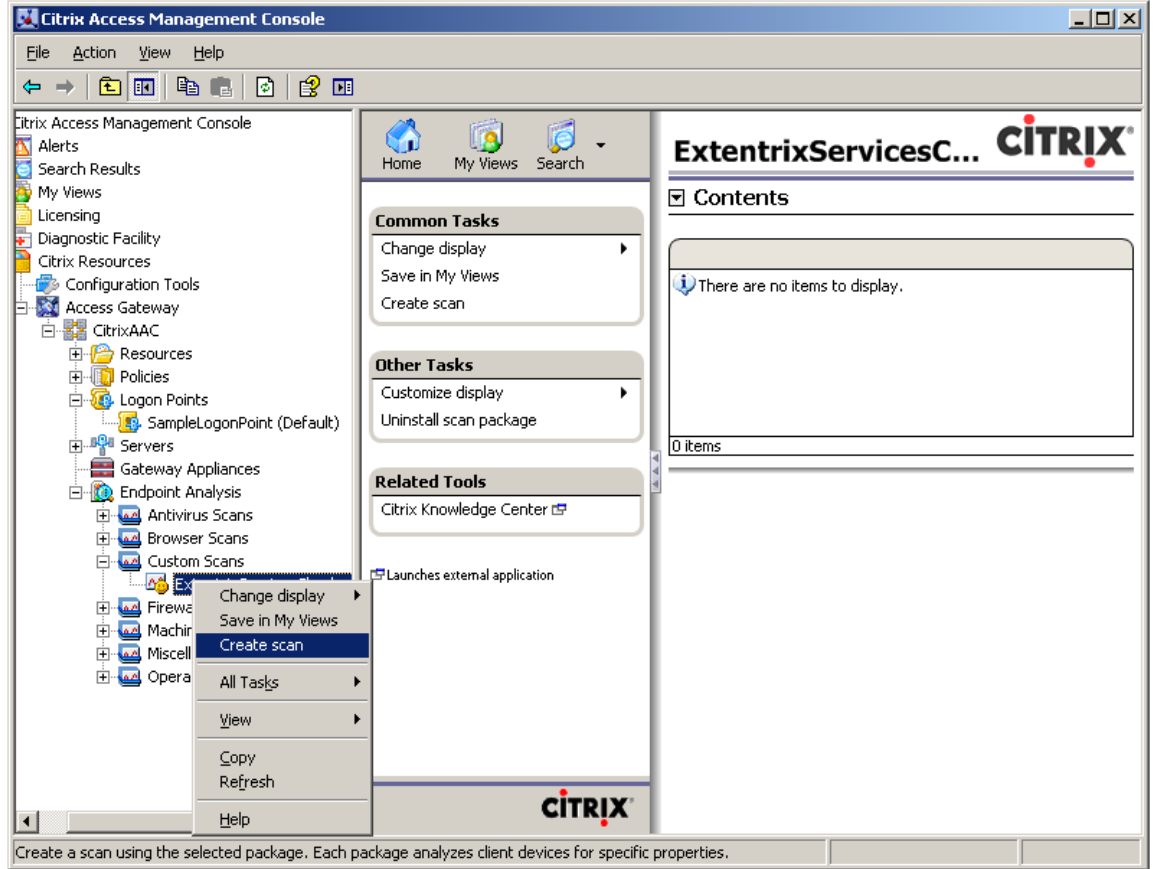 Citrix Access Management Console
File Action View Help
Citrix Access Management Console
Alerts
Search Results
My Views
Licensing
Diagnostic Facility
Citrix Resources
Configuration Tools
Access Gateway
CitrixAAC
Resources
Policies
Logon Points
SampleLogonPoint (Default)
Servers
Gateway Appliances
Endpoint Analysis
Antivirus Scans
Browser Scans
Custom Scans
Firewa
Machin
Miscell
Opera
Change display
Save in My Views
Create scan
All Tasks
View
Copy
Refresh
Help
Home My Views Search
Common Tasks
Change display
Save in My Views
Create scan
Other Tasks
Customize display
Uninstall scan package
Related Tools
Citrix Knowledge Center
Launches external application
CITRIX
ExtentrixServicesC... CITRIX
Contents
There are no items to display.
0 items
Create a scan using the selected package. Each package analyzes client devices for specific properties.